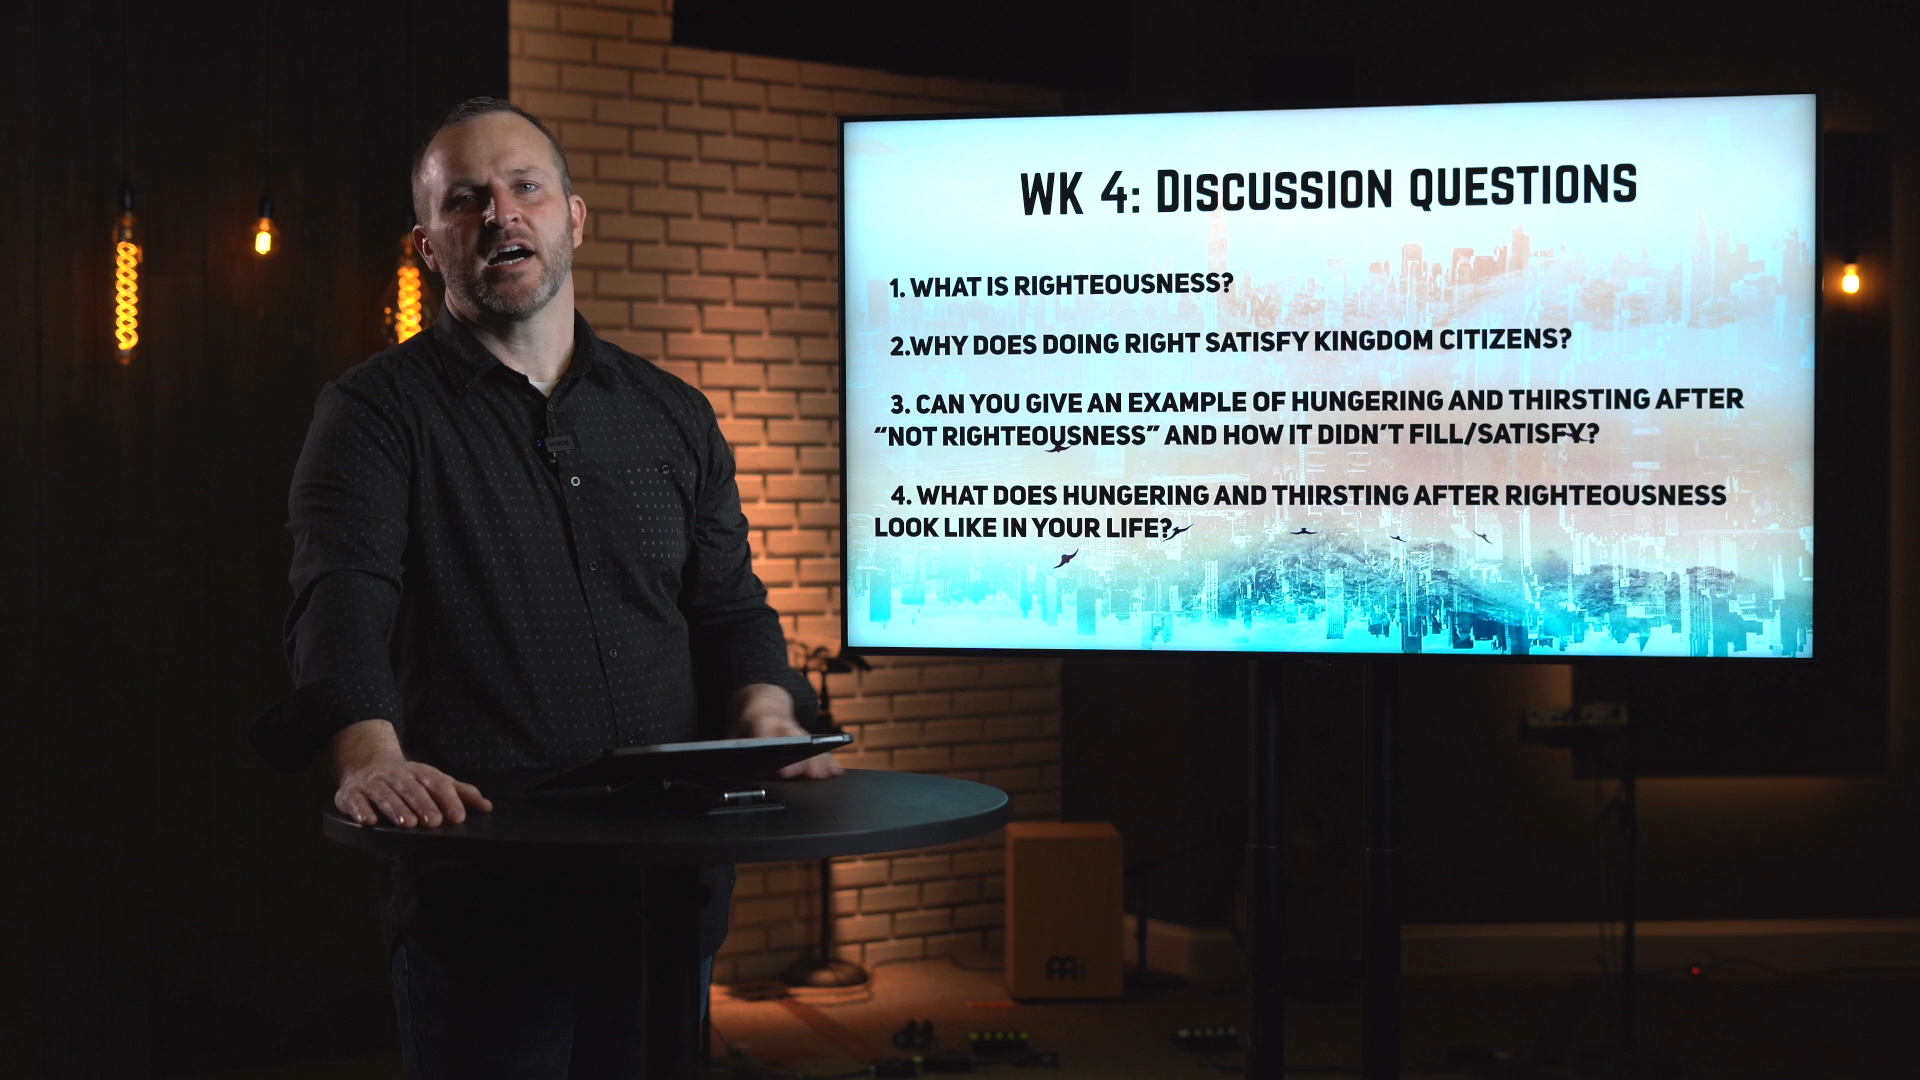 WK 4: DISCUSSION QUESTIONS
1. WHAT IS RIGHTEOUSNESS?
2.WHY DOES DOING RIGHT SATISFY KINGDOM CITIZENS?
3. CAN YOU GIVE AN EXAMPLE OF HUNGERING AND THIRSTING AFTER
“NOT RIGHTEOUSNESS” AND HOW IT DIDN’T FILL/SATISFY?
4. WHAT DOES HUNGERING AND THIRSTING AFTER RIGHTEOUSNESS
LOOK LIKE IN YOUR LIFE?